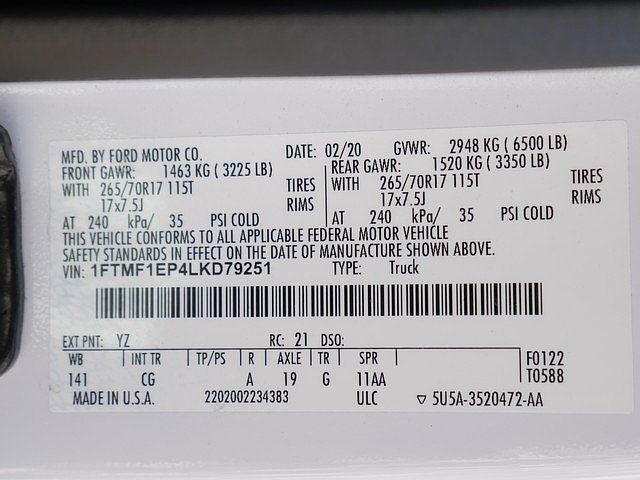 MFD. BY FORD MOTOR CO. DATE: 02/20 GVWR: 2948 KG ( 6500 LB)
FRONT GAWR: 1463 KG ( 3225 LB) REAR GAWR: 1520 KG ( 3350 LB)
WITH 265/70R17 115T TIRES WITH 265/70R17 115T TIRES
17x7.5J RIMS 17x7.5J RIMS
AT 240 kPa/ 35 PSI COLD AT 240 kPa/ 35 PSI COLD
THIS VEHICLE CONFORMS TO ALL APPLICABLE FEDERAL MOTOR VEHICLE
SAFETY STANDARDS IN EFFECT ON THE DATE OF MANUFACTURE SHOWN ABOVE.
VIN: 1FTMF1EP4LKD79251 TYPE: Truck
EXT PNT: YZ RC: 21 DSO:
WB INT TR TP/PS R AXLE TR SPR F0122
141 CG A 19 G 11AA T0588
MADE IN U.S.A. 2202002234383 ULC ▽ 5U5A-3520472-AA